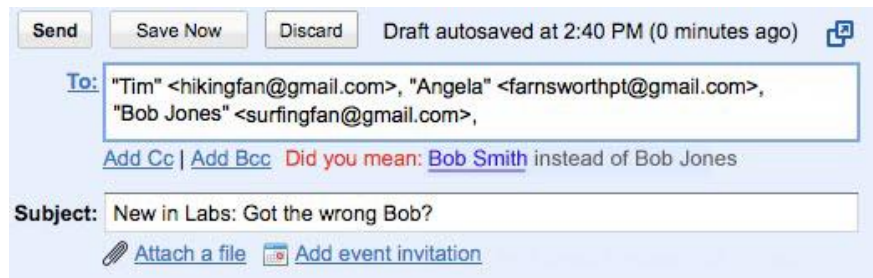 Send Save Now Discard Draft autosaved at 2:40 PM (0 minutes ago)
To: "Tim" <hikingfan@gmail.com>, "Angela" <farnsworthpt@gmail.com>,
"Bob Jones" <surfingfan@gmail.com>,
Add Cc | Add Bcc Did you mean: Bob Smith instead of Bob Jones
Subject: New in Labs: Got the wrong Bob?
Attach a file Add event invitation